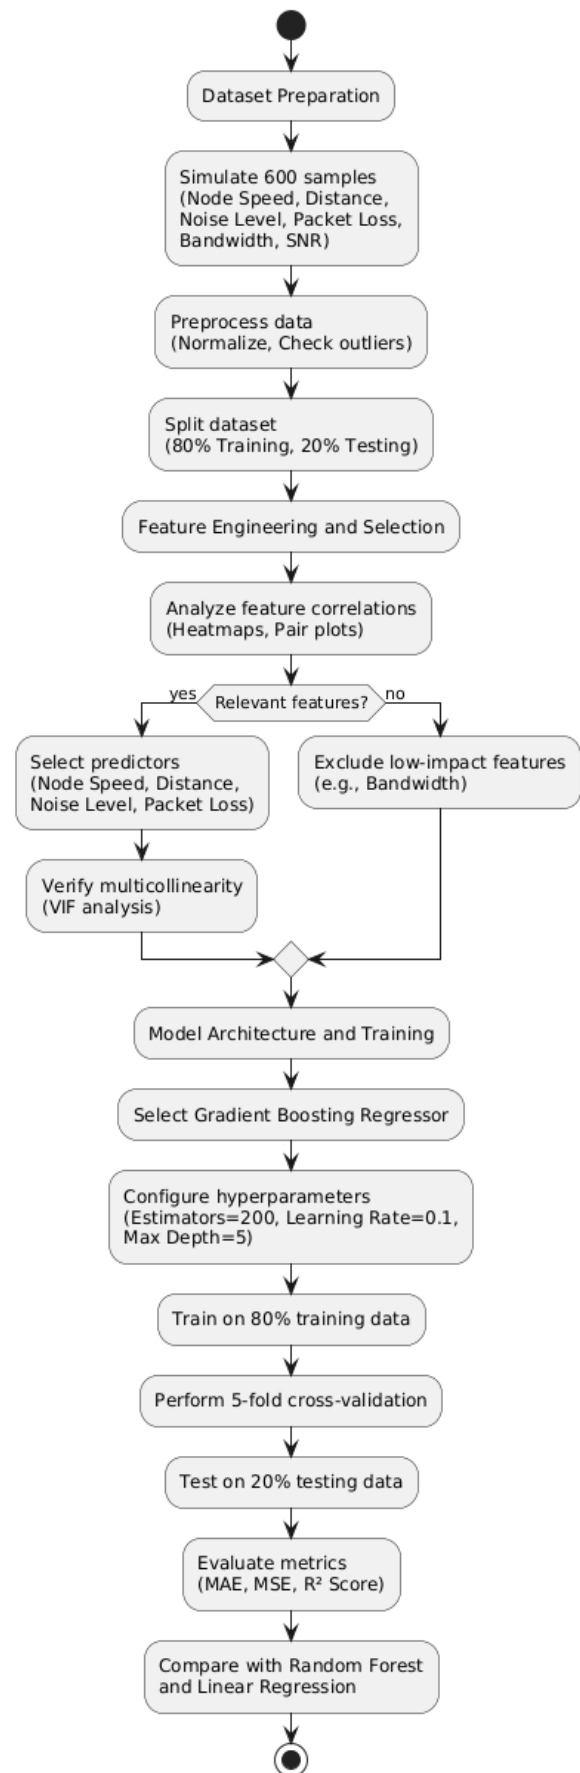 Dataset Preparation
Simulate 600 samples
(Node Speed, Distance,
Noise Level, Packet Loss,
Bandwidth, SNR)
Preprocess data
(Normalize, Check outliers)
Split dataset
(80% Training, 20% Testing)
Feature Engineering and Selection
Analyze feature correlations
(Heatmaps, Pair plots)
yes
Relevant features?
no
Select predictors
(Node Speed, Distance,
Noise Level, Packet Loss)
Exclude low-impact features
(e.g., Bandwidth)
Verify multicollinearity
(VIF analysis)
Model Architecture and Training
Select Gradient Boosting Regressor
Configure hyperparameters
(Estimators=200, Learning Rate=0.1,
Max Depth=5)
Train on 80% training data
Perform 5-fold cross-validation
Test on 20% testing data
Evaluate metrics
(MAE, MSE, R² Score)
Compare with Random Forest
and Linear Regression